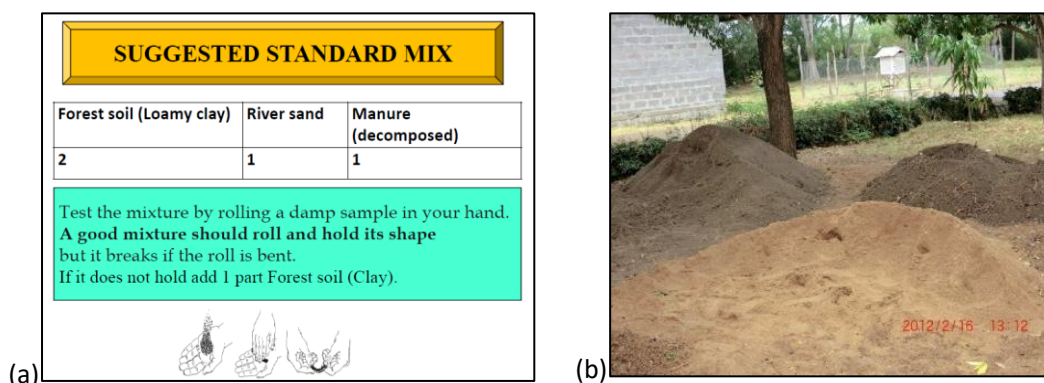 SUGGESTED STANDARD MIX
Forest soil (Loamy clay) River sand Manure
(decomposed)
2 1 1
Test the mixture by rolling a damp sample in your hand.
A good mixture should roll and hold its shape
but it breaks if the roll is bent.
If it does not hold add 1 part Forest soil (Clay).
(a)
2012/2/16 13:12
(b)